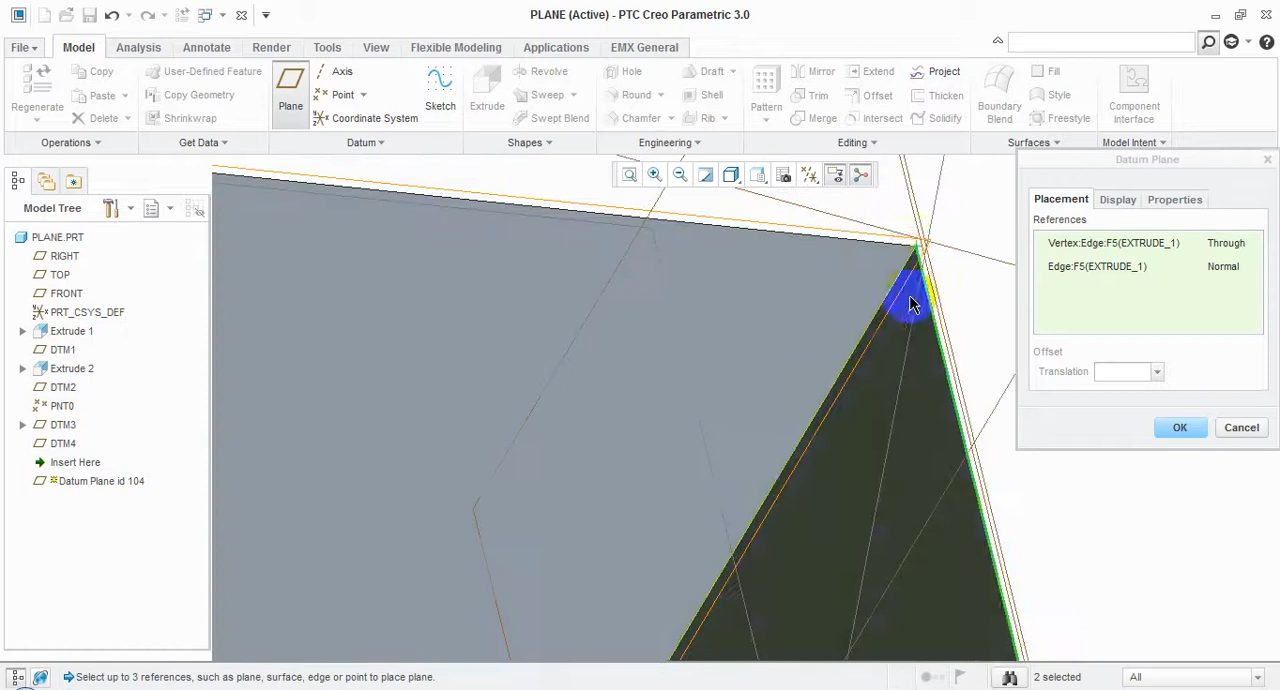 PLANE (Active) - PTC Creo Parametric 3.0
File Model Analysis Annotate Render Tools View Flexible Modeling Applications EMX General
Regenerate
Copy
Paste
Delete
Operations
User-Defined Feature
Copy Geometry
Shrinkwrap
Get Data
Plane
Axis
Point
Coordinate System
Sketch
Datum
Extrude
Revolve
Sweep
Swept Blend
Shapes
Hole
Round
Chamfer
Draft
Shell
Rib
Engineering
Pattern
Mirror
Trim
Merge
Extend
Offset
Intersect
Project
Thicken
Solidify
Editing
Boundary
Blend
Fill
Style
Freestyle
Surfaces
Component
Interface
Model Intent
Model Tree
PLANE.PRT
RIGHT
TOP
FRONT
PRT_CSYS_DEF
Extrude 1
DTM1
Extrude 2
DTM2
PNT0
DTM3
DTM4
Insert Here
Datum Plane id 104
Datum Plane
Placement Display Properties
References
Vertex:Edge:F5(EXTRUDE_1) Through
Edge:F5(EXTRUDE_1) Normal
Offset
Translation
OK Cancel
Select up to 3 references, such as plane, surface, edge or point to place plane.
2 selected
All